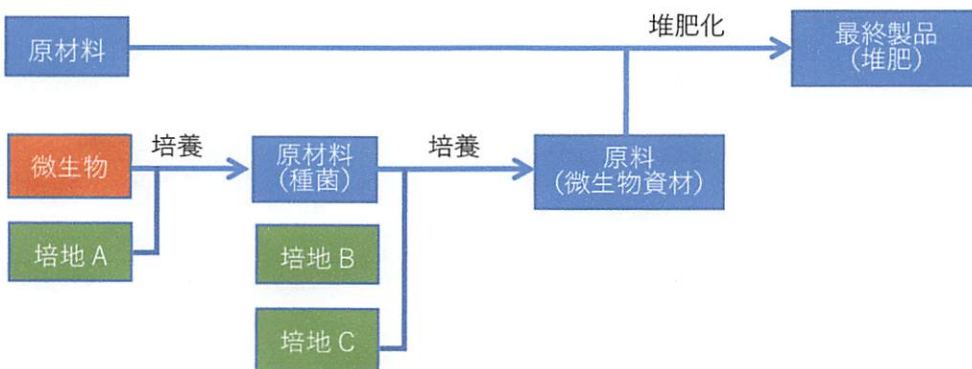 原材料
堆肥化
最終製品
(堆肥)
微生物
培養
原材料
(種菌)
培養
原料
(微生物資材)
培地 A
培地 B
培地 C